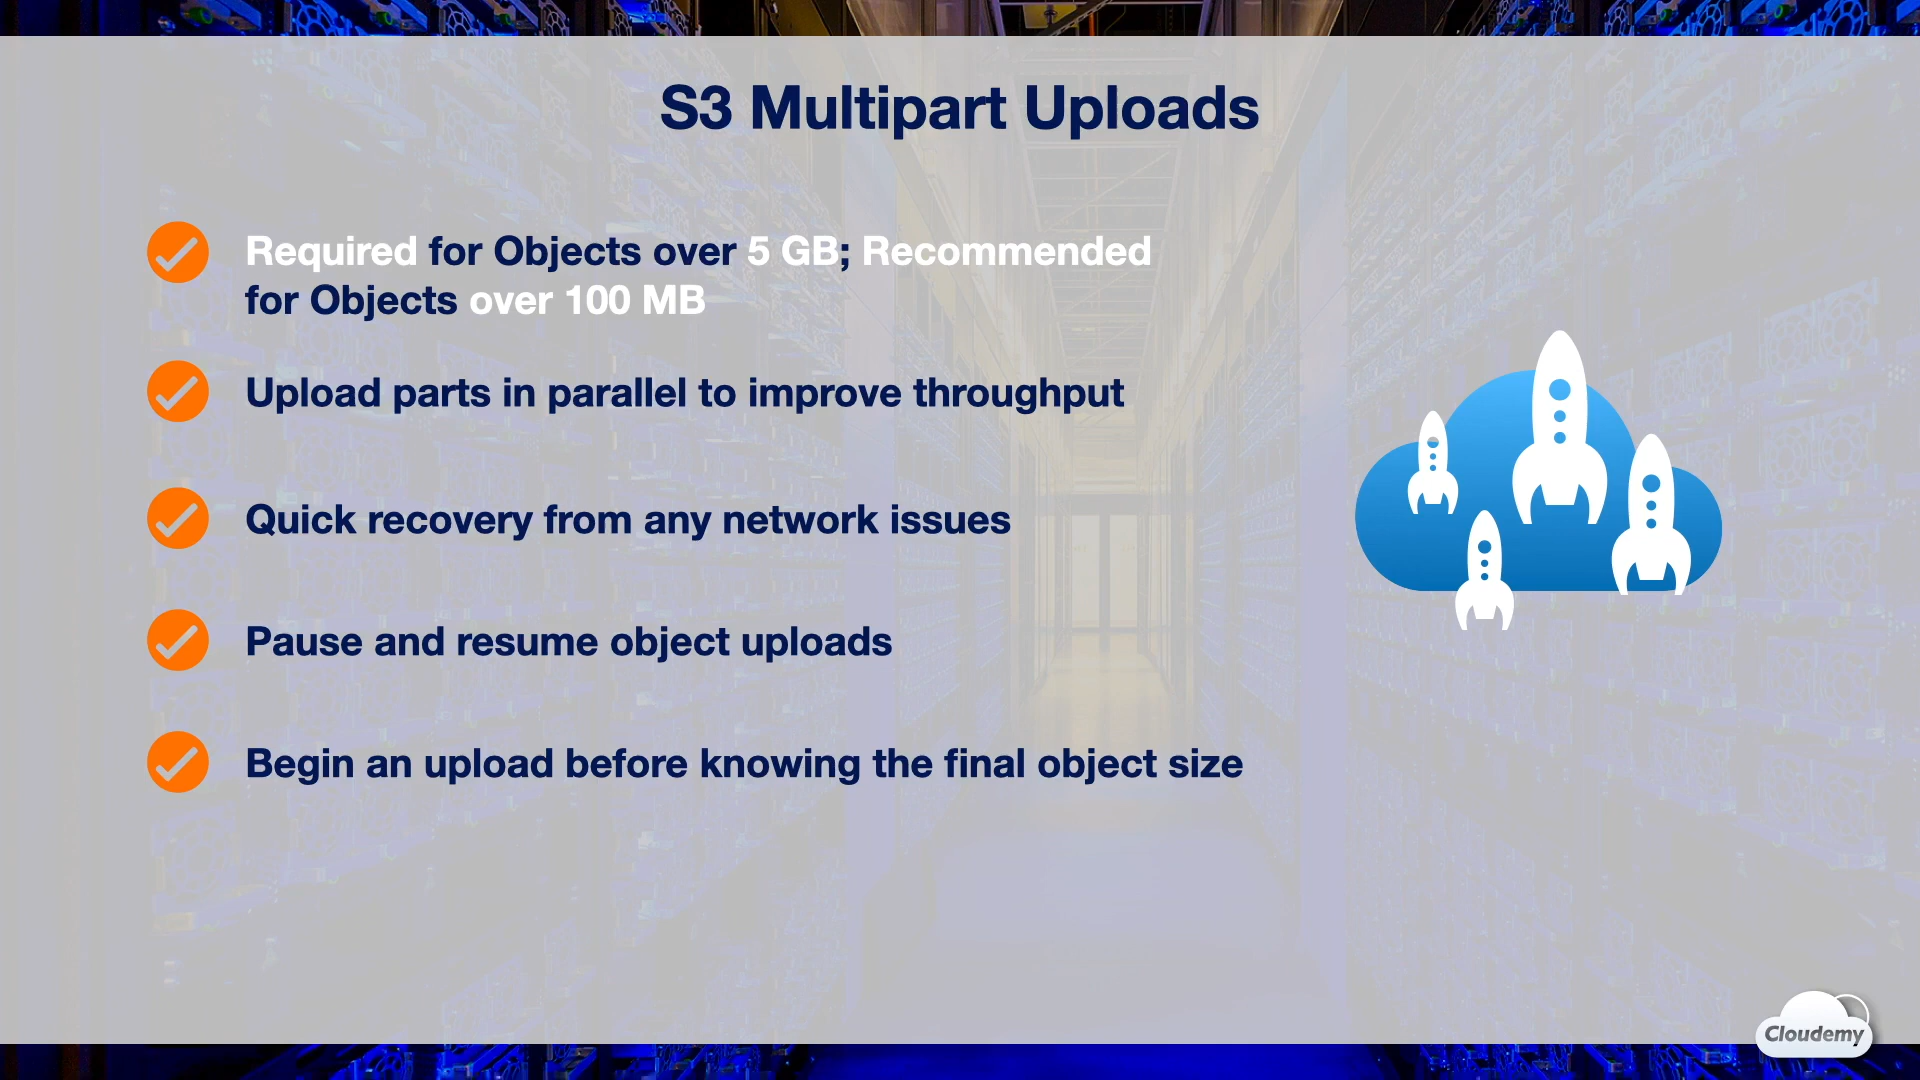 S3 Multipart Uploads
Required for Objects over 5 GB; Recommended
for Objects over 100 MB
Upload parts in parallel to improve throughput
Quick recovery from any network issues
Pause and resume object uploads
Begin an upload before knowing the final object size
Cloudemy